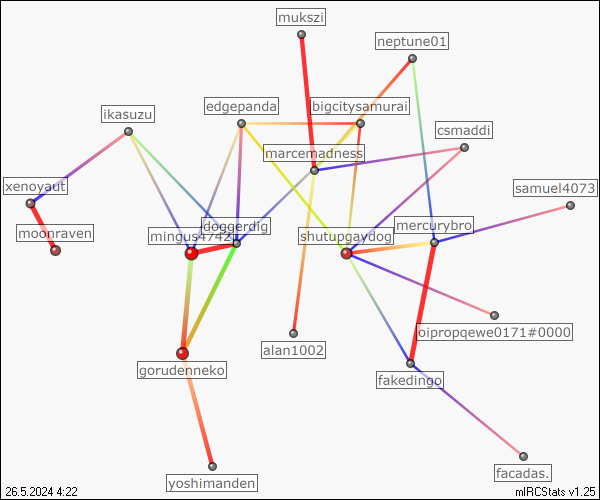 mukszi
neptune01
edgepanda
bigcitysamurai
ikasuzu
csmaddi
marcemadness
xenoyaut
samuel4073
doggerdig
mercurybro
moonraven
mingus4742
shutupgaydog
oipropqewe0171#0000
alan1002
gorudenneko
fakedingo
facadas.
yoshimanden
26.5.2024 4:22
mIRCStats v1.25